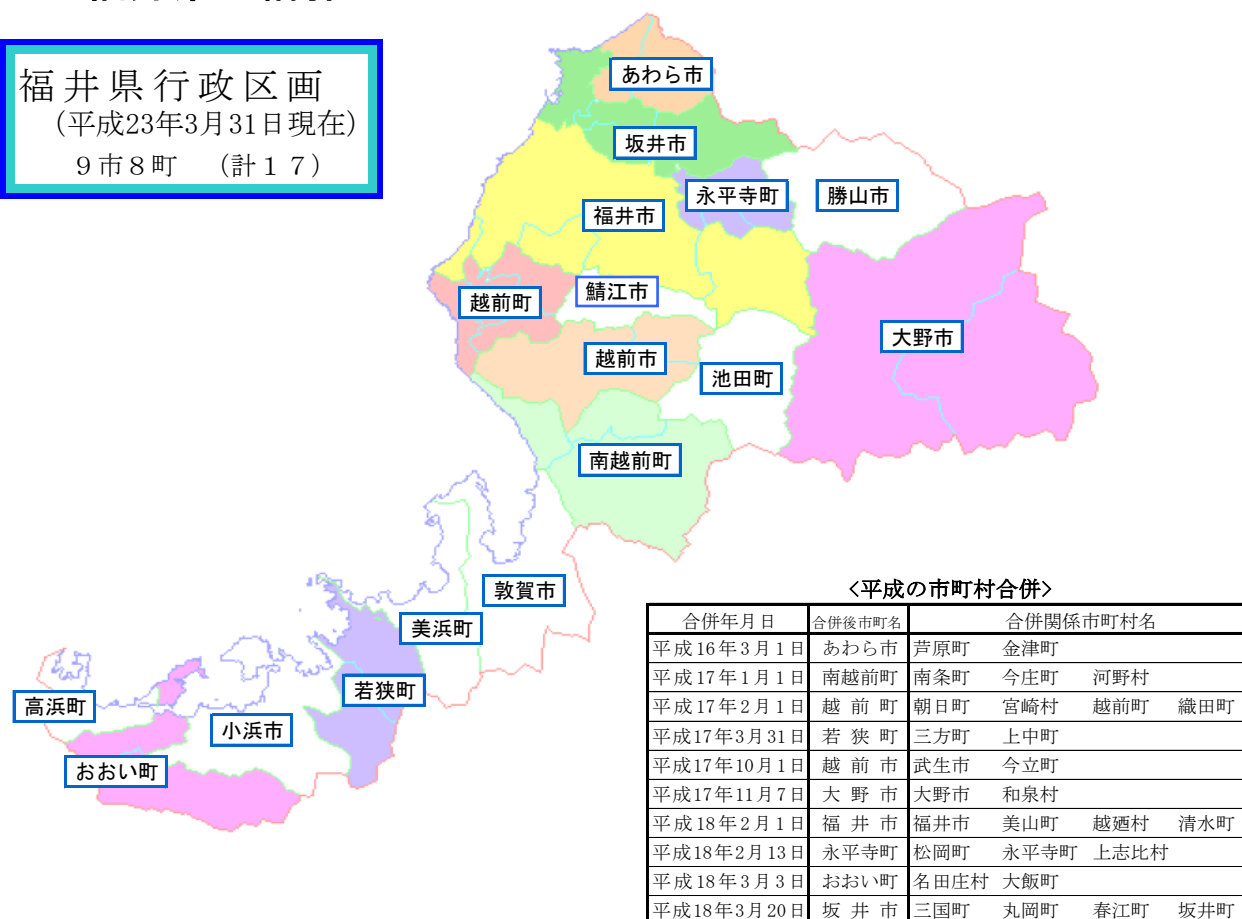 福井県行政区画
(平成23年3月31日現在)
9市8町 (計17)
あわら市
坂井市
永平寺町
勝山市
福井市
鯖江市
越前町
大野市
越前市
池田町
南越前町
敦賀市
美浜町
若狭町
高浜町
小浜市
おおい町
<平成の市町村合併>
合併年月日 合併後市町名 合併関係市町村名
平成16年3月1日 あわら市 芦原町 金津町
平成17年1月1日 南越前町 南条町 今庄町 河野村
平成17年2月1日 越前町 朝日町 宮崎村 越前町 織田町
平成17年3月31日 若狭町 三方町 上中町
平成17年10月1日 越前市 武生市 今立町
平成17年11月7日 大野市 大野市 和泉村
平成18年2月1日 福井市 福井市 美山町 越廼村 清水町
平成18年2月13日 永平寺町 松岡町 永平寺町 上志比村
平成18年3月3日 おおい町 名田庄村 大飯町
平成18年3月20日 坂井市 三国町 丸岡町 春江町 坂井町